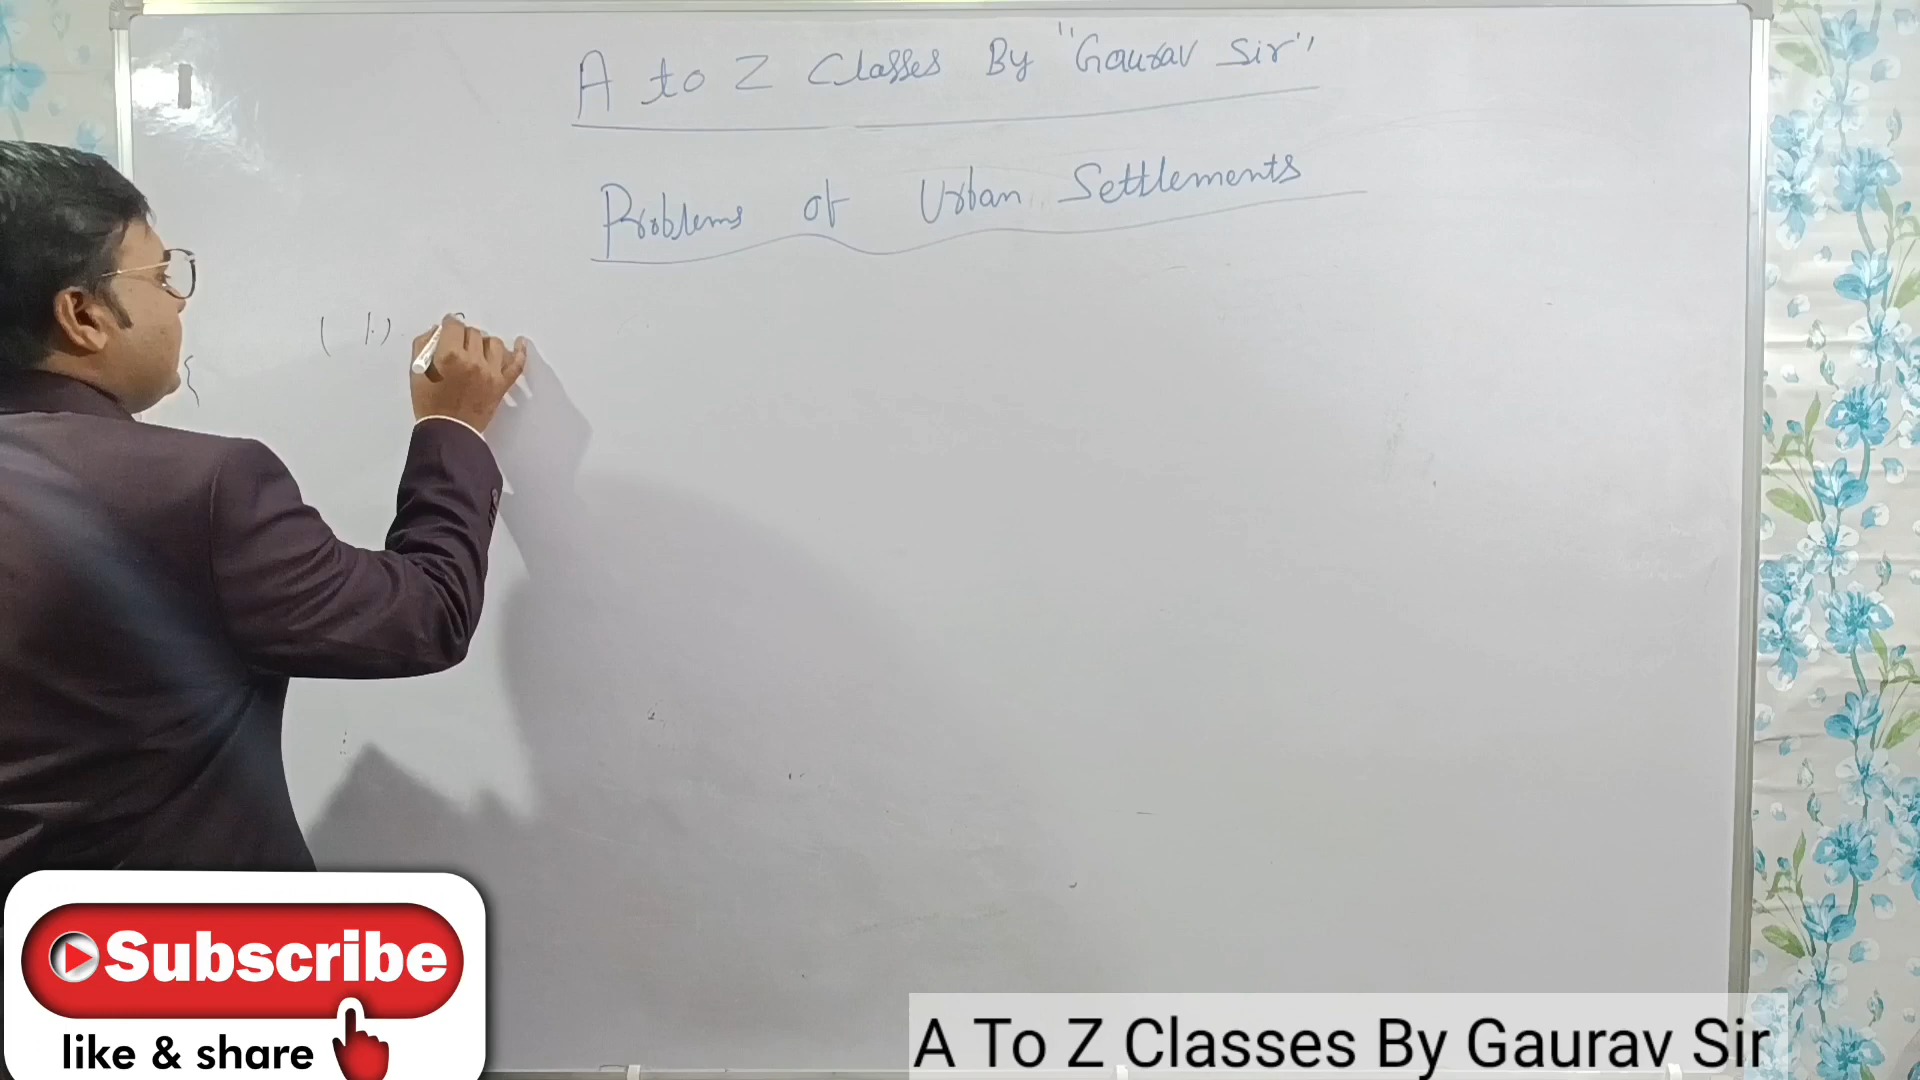 A to Z Classes By "Gaurav Sir"
Problems of Urban Settlements
(1.)
Subscribe
like & share
A To Z Classes By Gaurav Sir